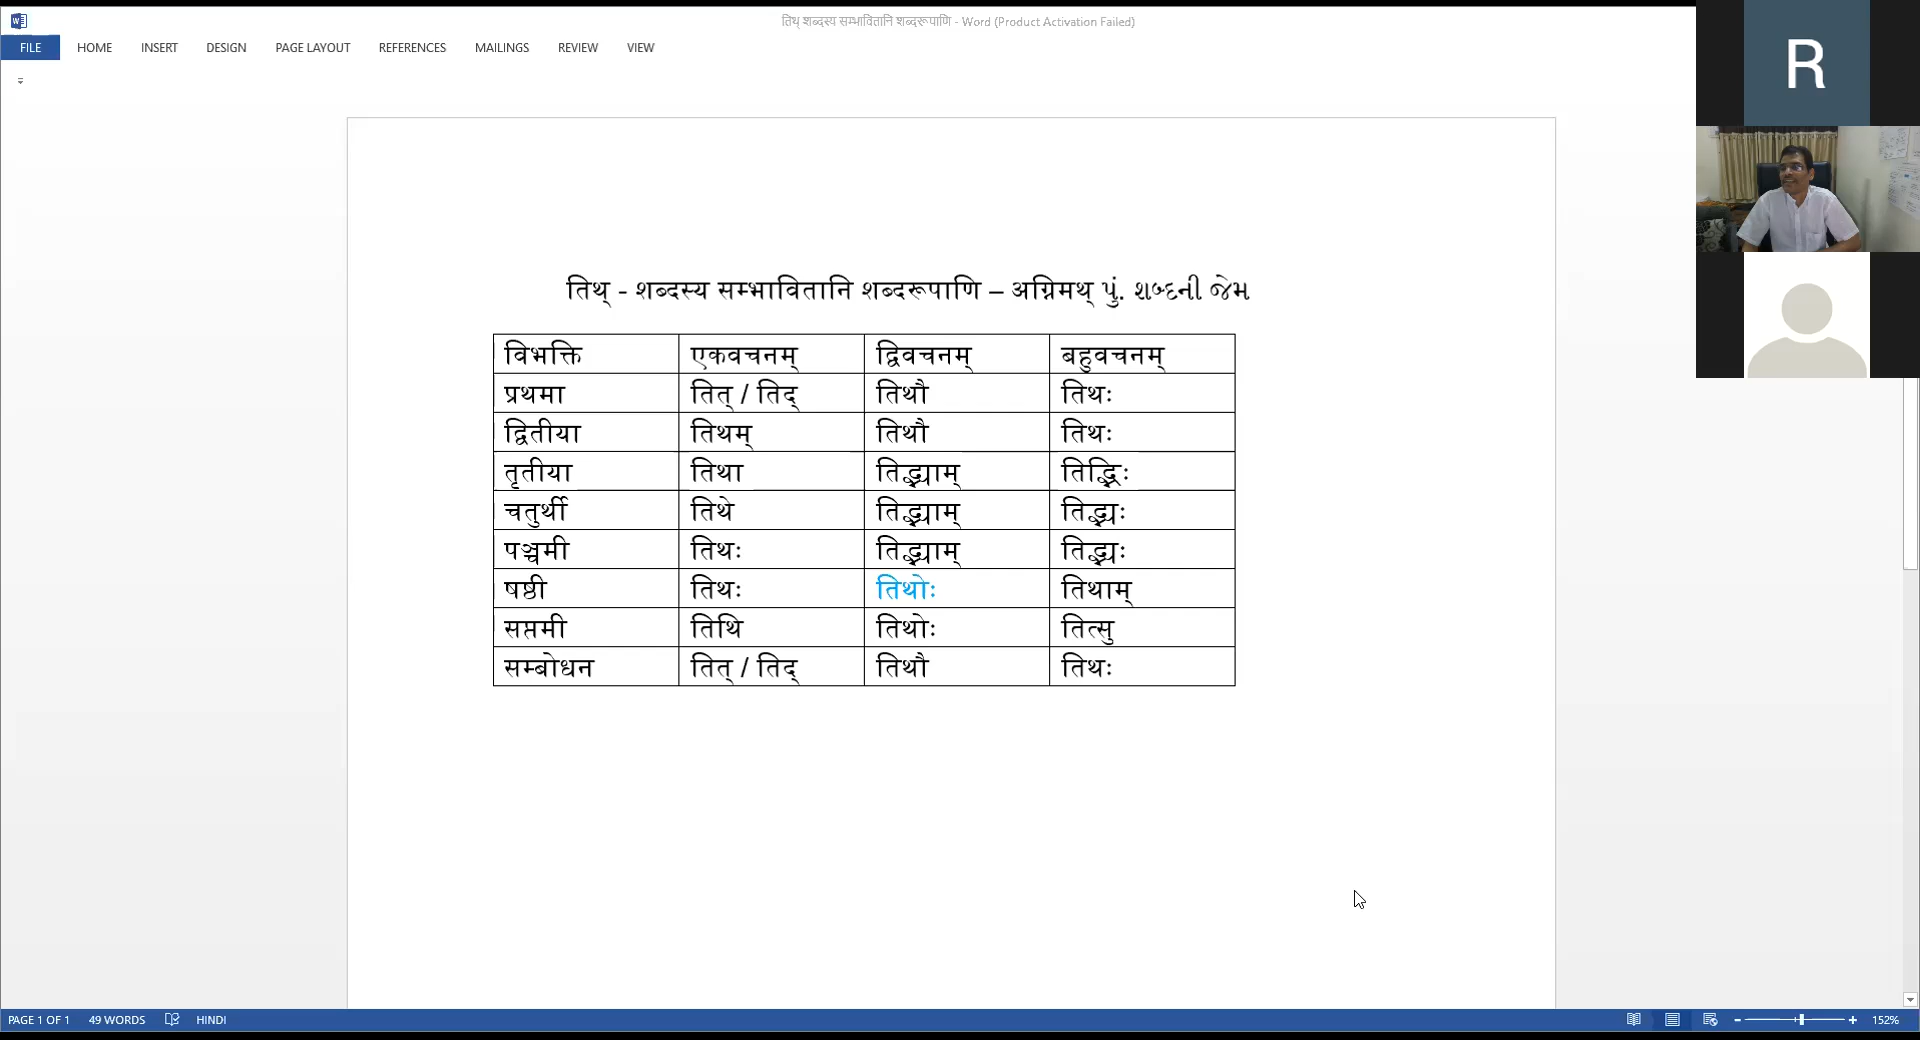 तिथ् शब्दस्य सम्भावितानि शब्दरूपाणि - Word (Product Activation Failed)
FILE HOME INSERT DESIGN PAGE LAYOUT REFERENCES MAILINGS REVIEW VIEW
R
तिथ् - शब्दस्य सम्भावितानि शब्दरूपाणि – अग्निमथ् पुं. શબ્દની જેમ
विभक्ति एकवचनम् द्विवचनम् बहुवचनम्
प्रथमा तित् / तिद् तिथौ तिथः
द्वितीया तिथम् तिथौ तिथः
तृतीया तिथा तिद्भ्याम् तिद्भिः
चतुर्थी तिथे तिद्भ्याम् तिद्भ्यः
पञ्चमी तिथः तिद्भ्याम् तिद्भ्यः
षष्ठी तिथः तिथोः तिथाम्
सप्तमी तिथि तिथोः तित्सु
सम्बोधन तित् / तिद् तिथौ तिथः
PAGE 1 OF 1 49 WORDS HINDI 152%